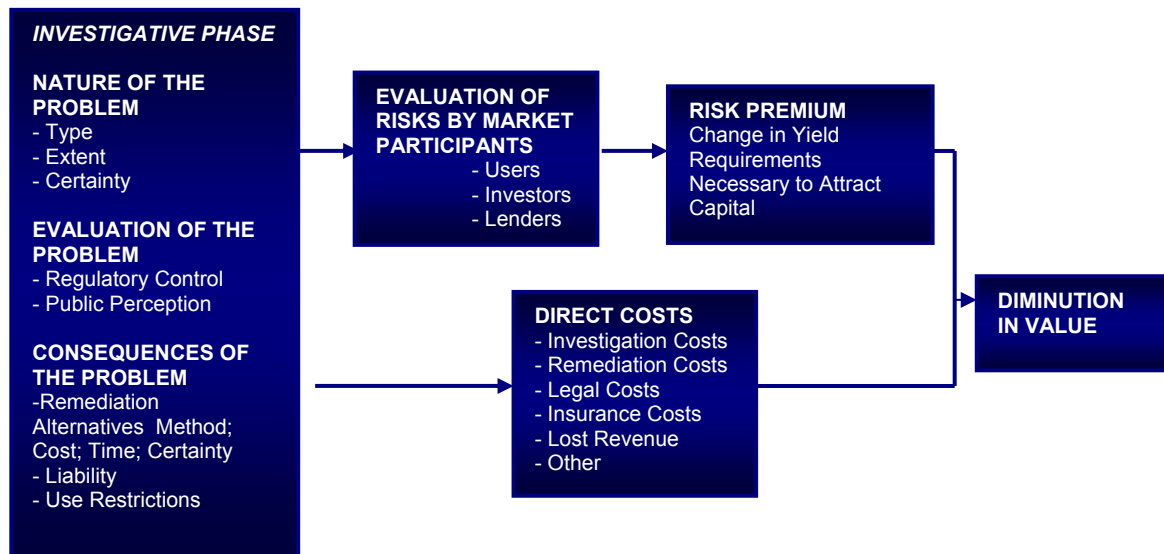 INVESTIGATIVE PHASE
NATURE OF THE
PROBLEM
- Type
- Extent
- Certainty
EVALUATION OF THE
PROBLEM
- Regulatory Control
- Public Perception
CONSEQUENCES OF
THE PROBLEM
-Remediation
Alternatives Method;
Cost; Time; Certainty
- Liability
- Use Restrictions
EVALUATION OF
RISKS BY MARKET
PARTICIPANTS
- Users
- Investors
- Lenders
RISK PREMIUM
Change in Yield
Requirements
Necessary to Attract
Capital
DIRECT COSTS
- Investigation Costs
- Remediation Costs
- Legal Costs
- Insurance Costs
- Lost Revenue
- Other
DIMINUTION
IN VALUE